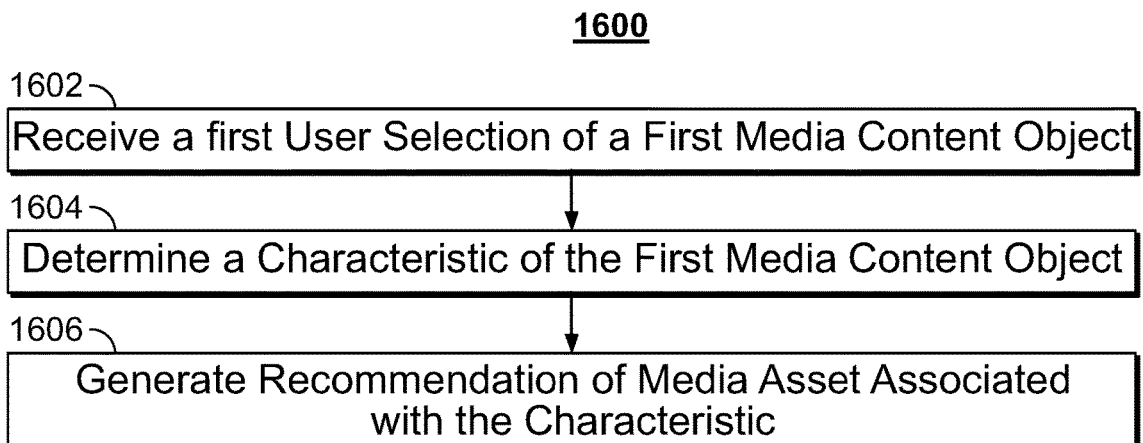 1600
1602
Receive a first User Selection of a First Media Content Object
1604
Determine a Characteristic of the First Media Content Object
1606
Generate Recommendation of Media Asset Associated
with the Characteristic